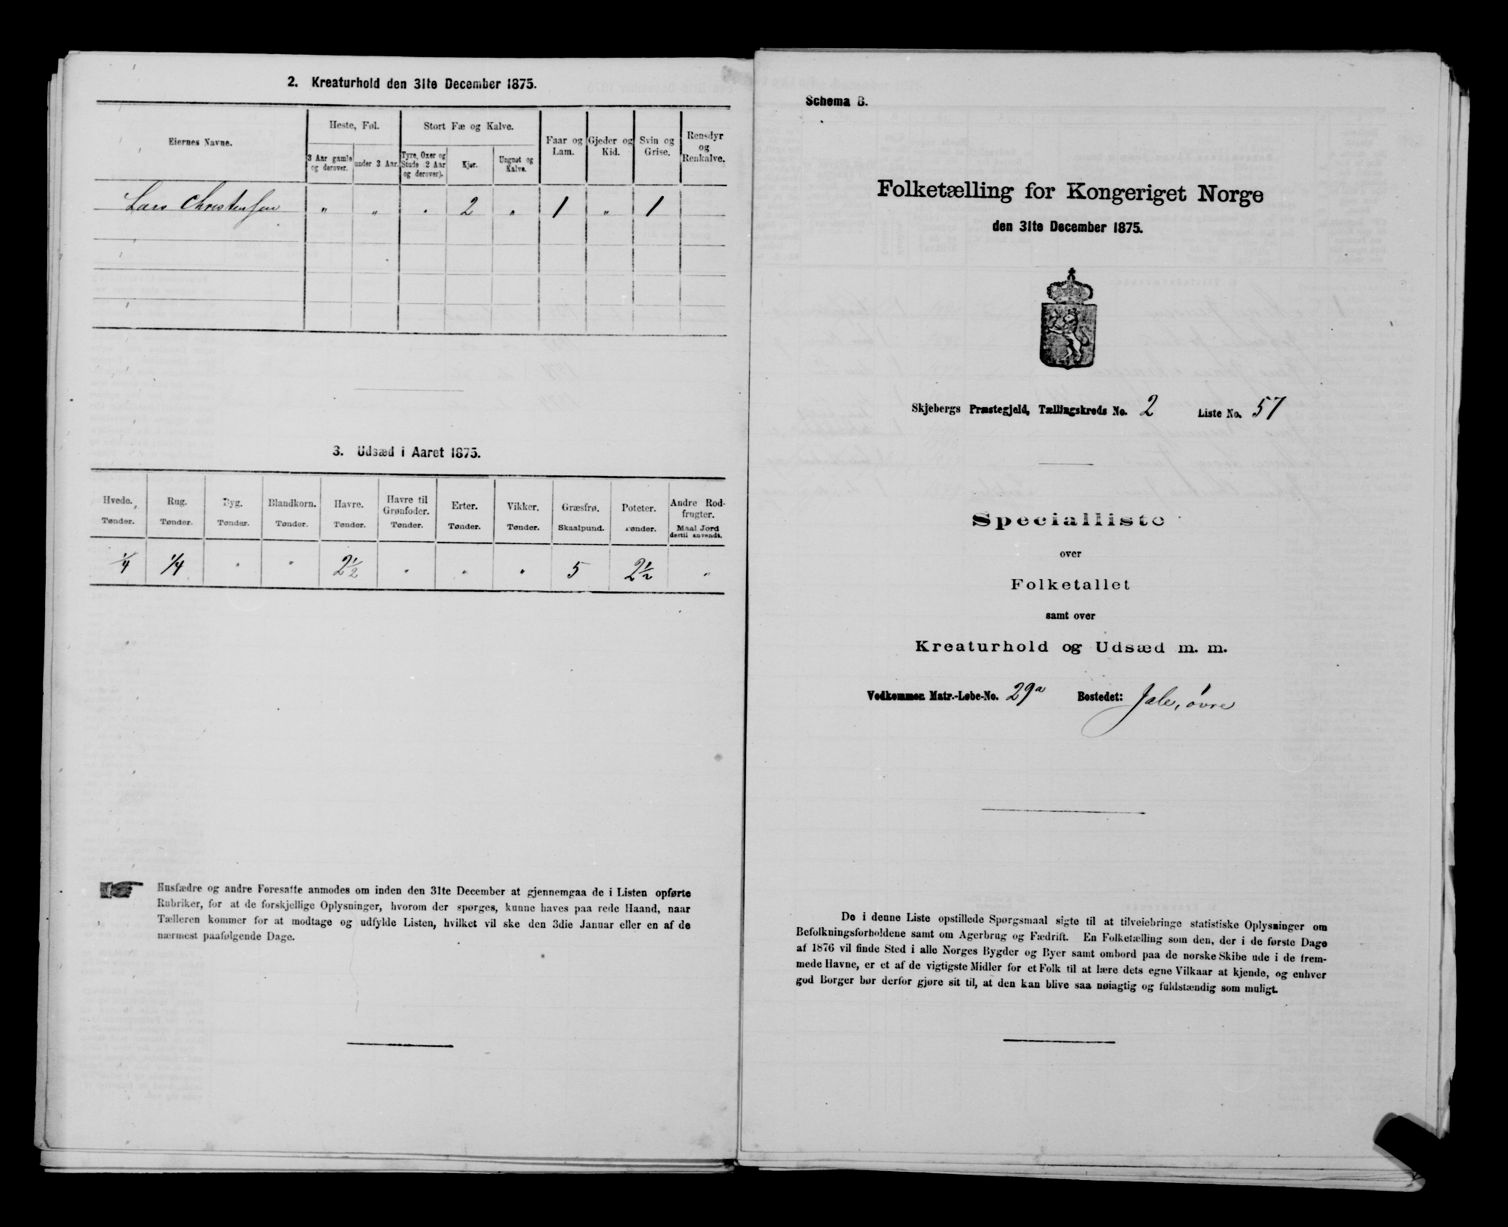 2. Kreaturhold den 31te December 1875.
Eiernes Navne.
Heste, Føl.
Stort Fæ og Kalve.
Faar og Lam.
Gjeder og Kid.
Svin og Grise.
Rensdyr og Renkalve.
3 Aar gamle og derover.
under 3 Aar.
Tyre, Oxer og Stude (2 Aar og derover).
Kjør.
Ungnøt og Kalve.
Lars Christensen " " " 2 " 1 " 1
3. Udsæd i Aaret 1875.
Hvede. Rug. Byg. Blandkorn. Havre. Havre til Grønfoder. Erter. Vikker. Græsfrø. Poteter. Andre Rodfrugter.
Tønder. Tønder. Tønder. Tønder. Tønder. Tønder. Tønder. Tønder. Skaalpund. Tønder. Maal Jord dertil anvendt.
1/4 1/4 " " 2 1/2 " " " 5 2 1/2 "
Husfædre og andre Foresatte anmodes om inden den 31te December at gjennemgaa de i Listen opførte
Rubriker, for at de forskjellige Oplysninger, hvorom der spørges, kunne haves paa rede Haand, naar
Tælleren kommer for at modtage og udfylde Listen, hvilket vil ske den 3die Januar eller en af de
nærmest paafølgende Dage.
Schema B.
Folketælling for Kongeriget Norge
den 31te December 1875.
Skjebergs Præstegjeld, Tællingskreds No. 2 Liste No. 57
Specialliste
over
Folketallet
samt over
Kreaturhold og Udsæd m. m.
Vedkommen Matr.-Løbe-No. 29a Bostedet: Jale, øvre
De i denne Liste opstillede Spørgsmaal sigte til at tilveiebringe statistiske Oplysninger om
Befolkningsforholdene samt om Agerbrug og Fædrift. En Folketælling som den, der i de første Dage
af 1876 vil finde Sted i alle Norges Bygder og Byer samt ombord paa de norske Skibe ude i de frem-
mede Havne, er et af de vigtigste Midler for et Folk til at lære dets egne Vilkaar at kjende, og enhver
god Borger bør derfor gjøre sit til, at den kan blive saa nøiagtig og fuldstændig som muligt.